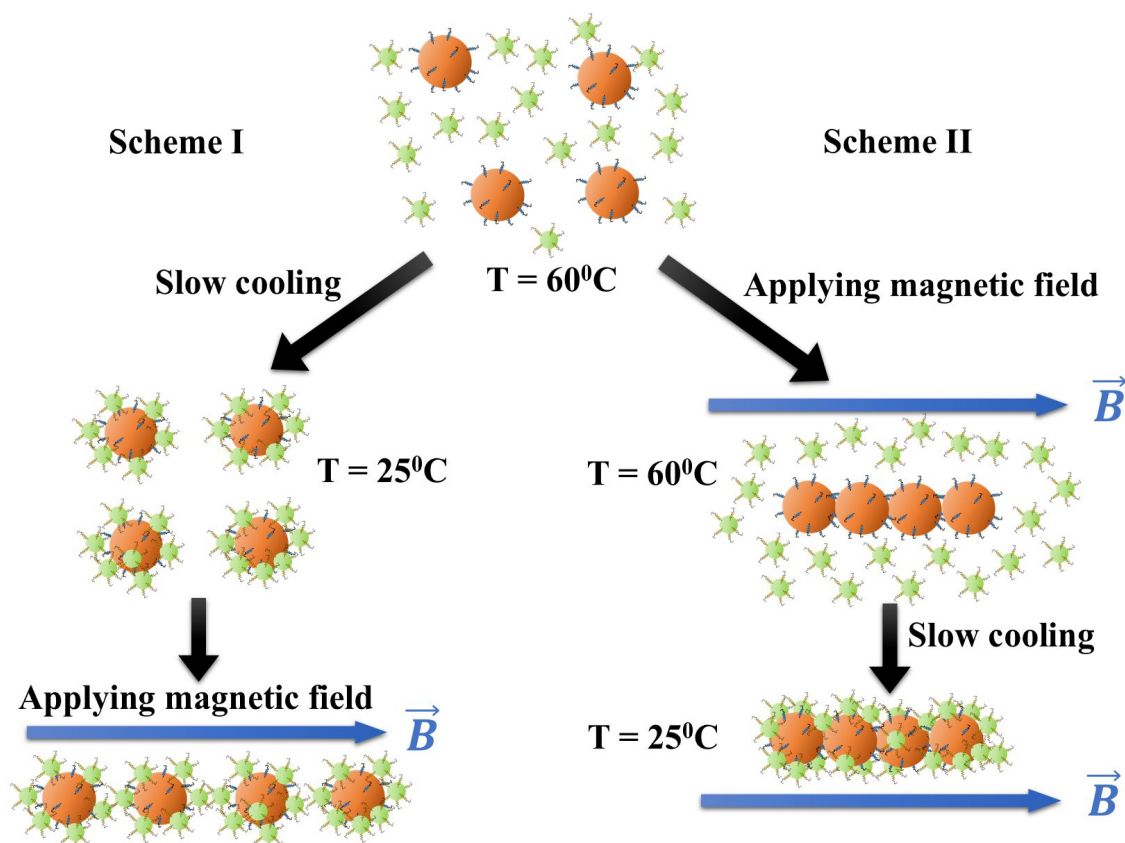 Scheme I
Scheme II
T = 60⁰C
Slow cooling
Applying magnetic field
B⃗
T = 25⁰C
T = 60⁰C
Slow cooling
Applying magnetic field
B⃗
T = 25⁰C
B⃗